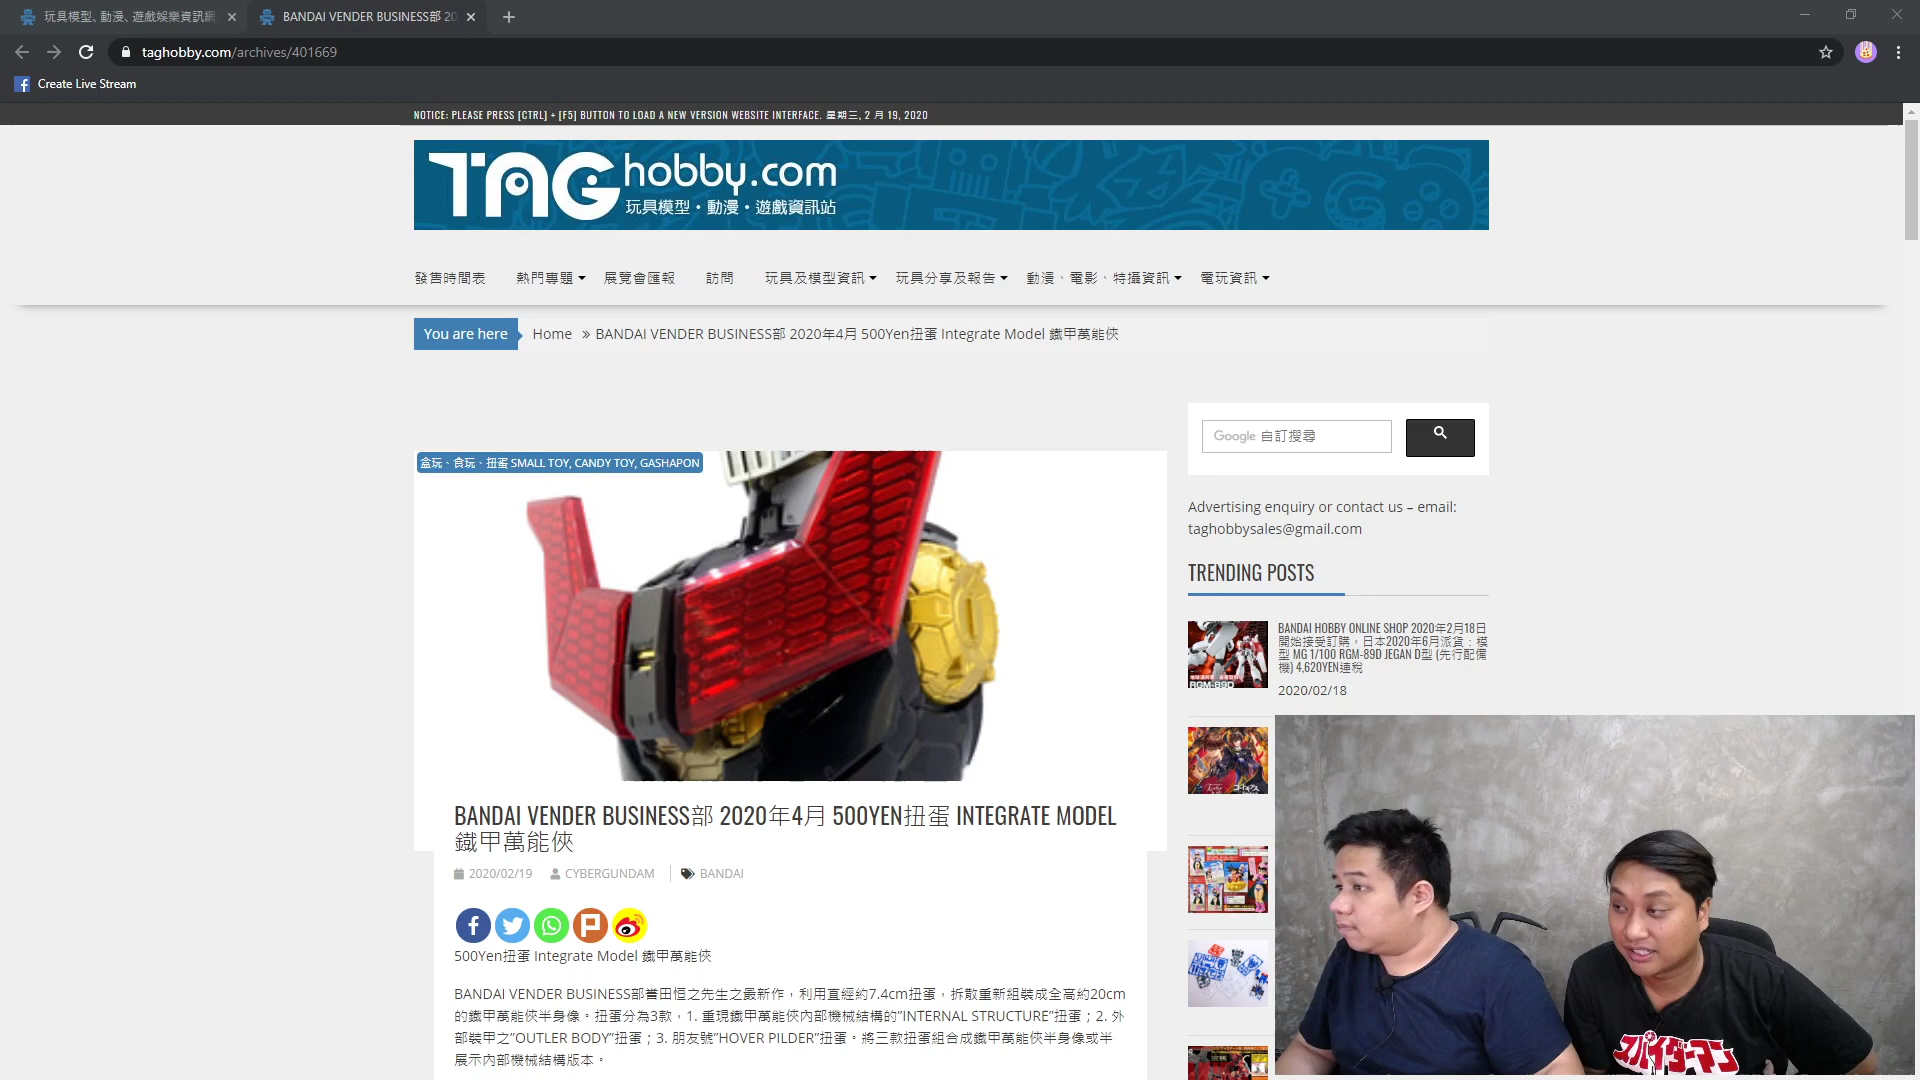 玩具模型、動漫、遊戲娛樂資訊網
BANDAI VENDER BUSINESS部 20
taghobby.com/archives/401669
Create Live Stream
NOTICE: PLEASE PRESS [CTRL] + [F5] BUTTON TO LOAD A NEW VERSION WEBSITE INTERFACE. 星期三, 2 月 19, 2020
TAG hobby.com
玩具模型・動漫・遊戲資訊站
發售時間表 熱門專題 展覽會匯報 訪問 玩具及模型資訊 玩具分享及報告 動漫、電影、特攝資訊 電玩資訊
You are here Home » BANDAI VENDER BUSINESS部 2020年4月 500Yen扭蛋 Integrate Model 鐵甲萬能俠
Google 自訂搜尋
盒玩、食玩、扭蛋 SMALL TOY, CANDY TOY, GASHAPON
Advertising enquiry or contact us – email:
taghobbysales@gmail.com
TRENDING POSTS
BANDAI HOBBY ONLINE SHOP 2020年2月18日
開始接受訂購，日本2020年6月派貨：模
型 MG 1/100 RGM-89D JEGAN D型 (先行配備
機) 4,620YEN連稅
2020/02/18
RGM-89D
BANDAI VENDER BUSINESS部 2020年4月 500YEN扭蛋 INTEGRATE MODEL
鐵甲萬能俠
2020/02/19 CYBERGUNDAM BANDAI
500Yen扭蛋 Integrate Model 鐵甲萬能俠
BANDAI VENDER BUSINESS部誉田恒之先生之最新作，利用直經約7.4cm扭蛋，拆散重新組裝成全高約20cm
的鐵甲萬能俠半身像。扭蛋分為3款，1. 重現鐵甲萬能俠內部機械結構的”INTERNAL STRUCTURE”扭蛋；2. 外
部裝甲之”OUTLER BODY”扭蛋；3. 朋友號”HOVER PILDER”扭蛋。將三款扭蛋組合成鐵甲萬能俠半身像或半
展示內部機械結構版本。
スパイダーマン